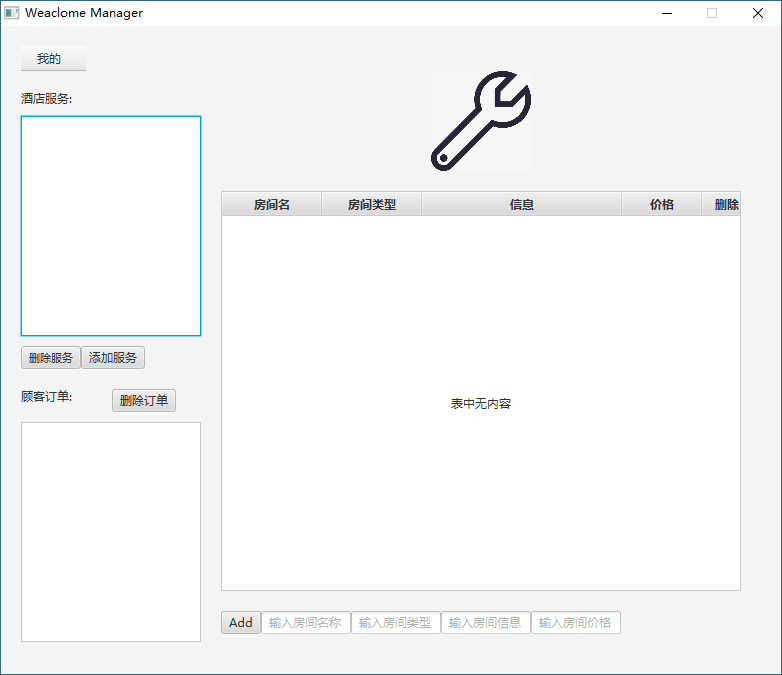 Weaclome Manager
我的
酒店服务:
删除服务 添加服务
顾客订单: 删除订单
房间名 房间类型 信息 价格 删除
表中无内容
Add 输入房间名称 输入房间类型 输入房间信息 输入房间价格